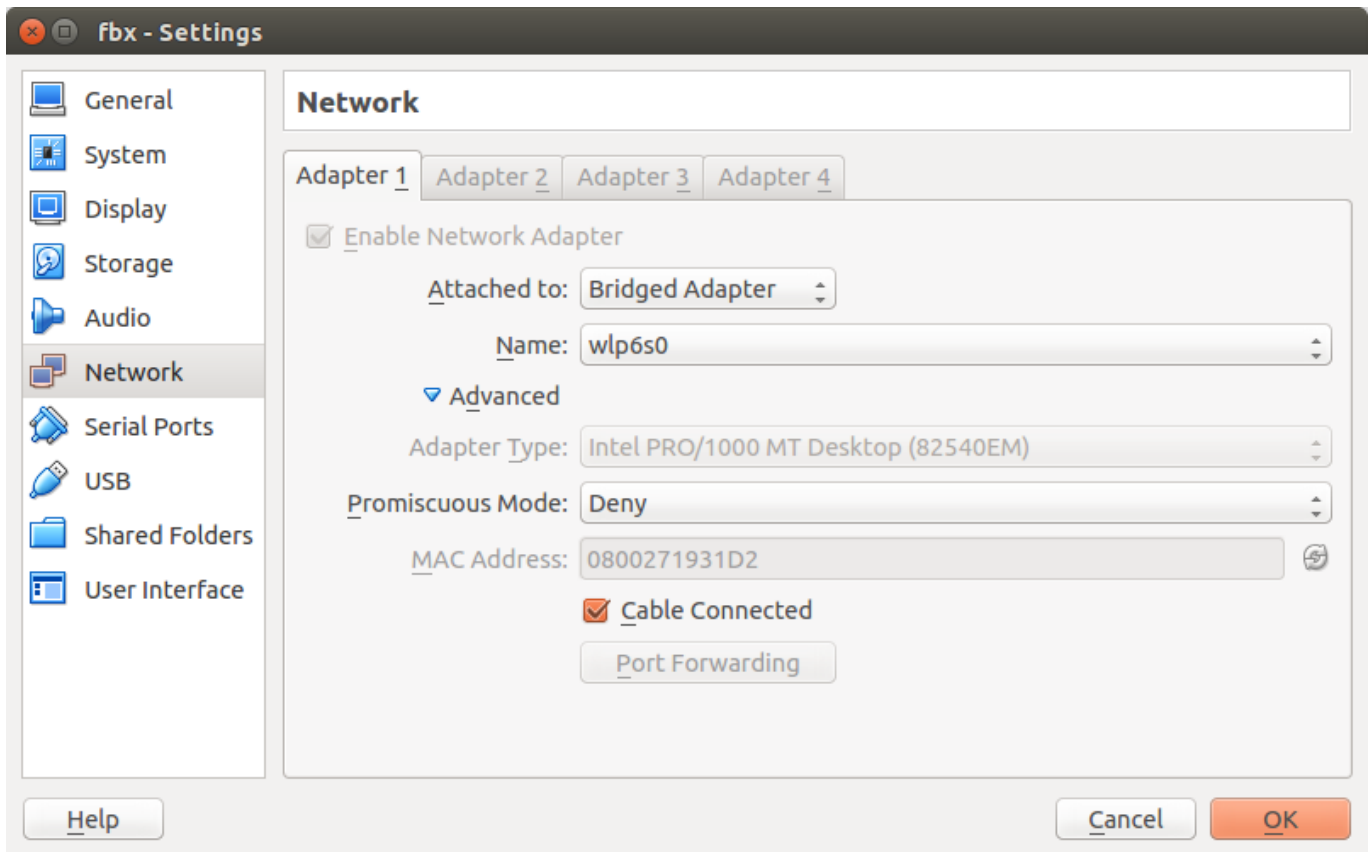 fbx - Settings
General
System
Display
Storage
Audio
Network
Serial Ports
USB
Shared Folders
User Interface
Network
Adapter 1 Adapter 2 Adapter 3 Adapter 4
Enable Network Adapter
Attached to: Bridged Adapter
Name: wlp6s0
Advanced
Adapter Type: Intel PRO/1000 MT Desktop (82540EM)
Promiscuous Mode: Deny
MAC Address: 0800271931D2
Cable Connected
Port Forwarding
Help Cancel OK